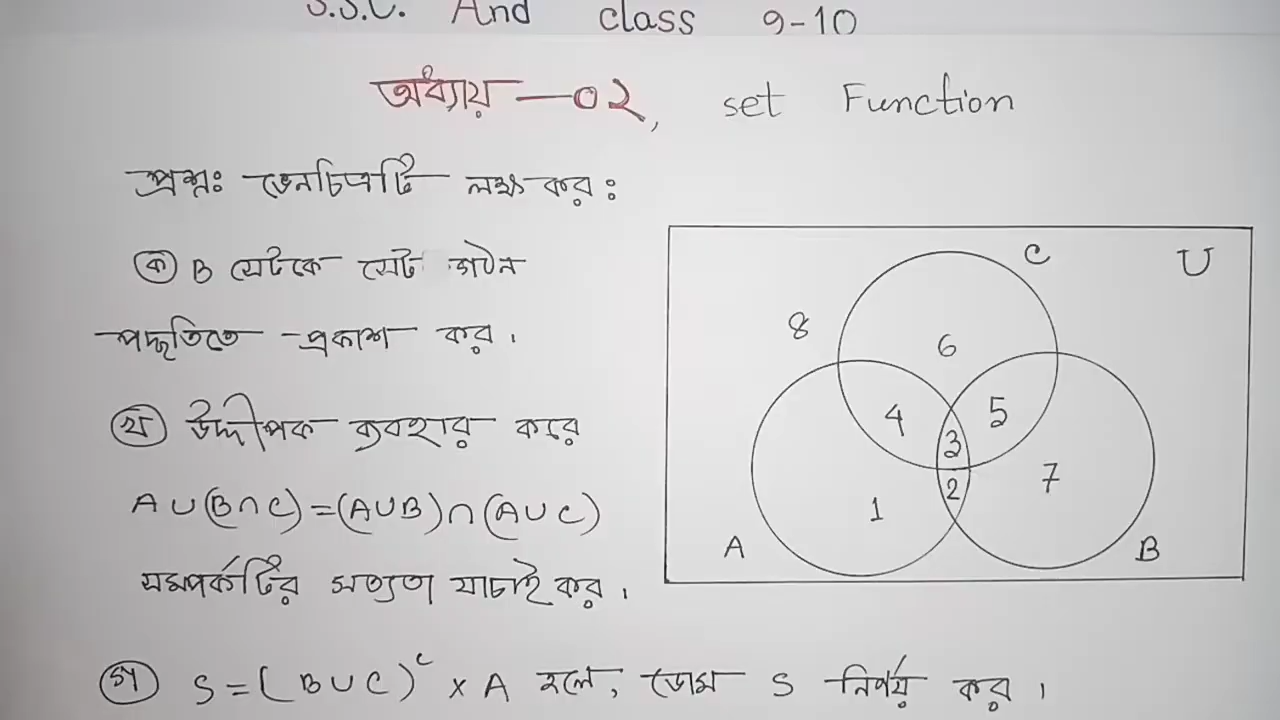 S.S.C. And class 9-10
অধ্যায় —০২, set Function
প্রশ্নঃ ভেনচিত্রটি লক্ষ কর :
ক B সেটকে সেট গঠন
পদ্ধতিতে প্রকাশ কর ।
খ উদ্দীপক ব্যবহার করে
A∪(B∩C)=(A∪B)∩(A∪C)
সম্পর্কটির সত্যতা যাচাই কর ।
গ S=(B∪C)ᶜ×A হলে, ডোম S নির্ণয় কর ।
C U
8 6
4 5
3
2 7
1
A B